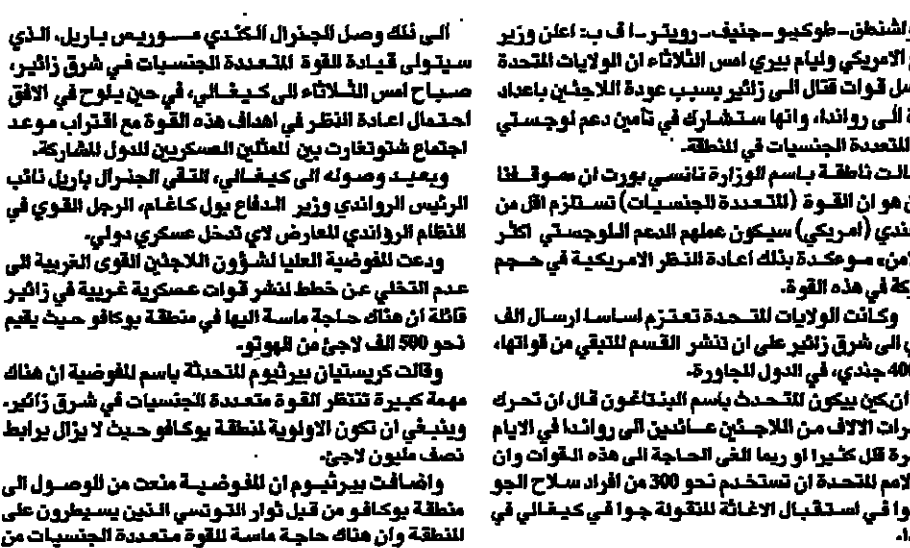 واشنطن ـ طوكيو ـ جنيف ـ رويتر ـ ا ف ب: اعلن وزير
الامريكي وليام بيري امس الثلاثاء ان الولايات المتحدة
قوات قتال الى زائير بسبب عودة اللاجئين باعداد
الى رواندا، وانها ستشارك في تأمين دعم لوجستي
المتعددة الجنسيات في المنطقة.
ناطقة باسم الوزارة نانسي بورت ان موقفنا
هو ان القوة (المتعددة الجنسيات) تستلزم اقل من
جندي (امريكي) سيكون عملهم الدعم اللوجستي اكثر
مؤكدة بذلك اعادة النظر الامريكية في حجم
في هذه القوة.
وكانت الولايات المتحدة تعتزم اساسا ارسال الف
الى شرق زائير على ان تنشر القسم المتبقي من قواتها،
جندي، في الدول المجاورة.
كين بيكون المتحدث باسم البنتاغون قال ان تحرك
الالاف من اللاجئين عائدين الى رواندا في الايام
قلل كثيرا او ربما الغى الحاجة الى هذه القوات وان
المتحدة ان تستخدم نحو 300 من افراد سلاح الجو
في استقبال الاغاثة المنقولة جوا في كيغالي في
الى ذلك وصل الجنرال الكندي مـوريس باريل، الذي
سيتولى قيادة القوة المتعددة الجنسيات في شرق زائير،
صباح امس الثلاثاء الى كيغالي، في حين يلوح في الافق
احتمال اعادة النظر في اهداف هذه القوة مع اقتراب موعد
اجتماع شتوتغارت بين الممثلين العسكريين للدول المشاركة.
وبعيد وصوله الى كيغالي، التقى الجنرال باريل نائب
الرئيس الرواندي وزير الدفاع بول كاغام، الرجل القوي في
النظام الرواندي المعارض لاي تدخل عسكري دولي.
ودعت المفوضية العليا لشؤون اللاجئين القوى الغربية الى
عدم التخلي عن خطط لنشر قوات عسكرية غربية في زائير
قائلة ان هناك حاجة ماسة اليها في منطقة بوكافو حيث يقيم
نحو 500 الف لاجئ من الهوتو.
وقالت كريستيان بيرثيوم المتحدثة باسم المفوضية ان هناك
مهمة كبيرة تنتظر القوة متعددة الجنسيات في شرق زائير.
وينبغي ان تكون الاولوية لمنطقة بوكافو حيث لا يزال يرابط
نصف مليون لاجئ.
واضافت بيرثيوم ان المفوضية منعت من الوصول الى
منطقة بوكافو من قبل ثوار التوتسي الذين يسيطرون على
المنطقة وان هناك حاجة ماسة للقوة متعددة الجنسيات من